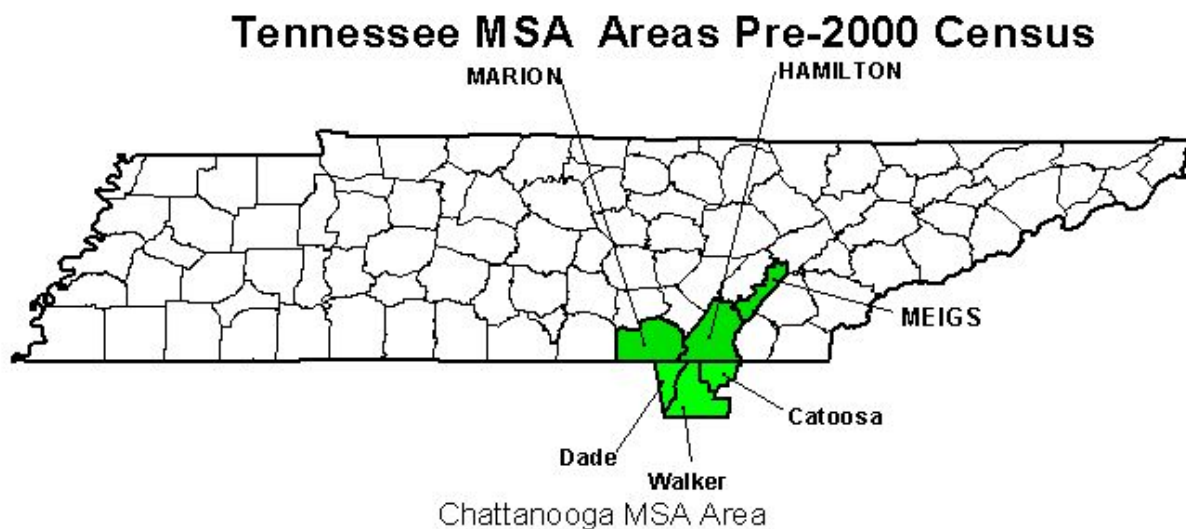 Tennessee MSA Areas Pre-2000 Census
MARION
HAMILTON
MEIGS
Catoosa
Dade
Walker
Chattanooga MSA Area